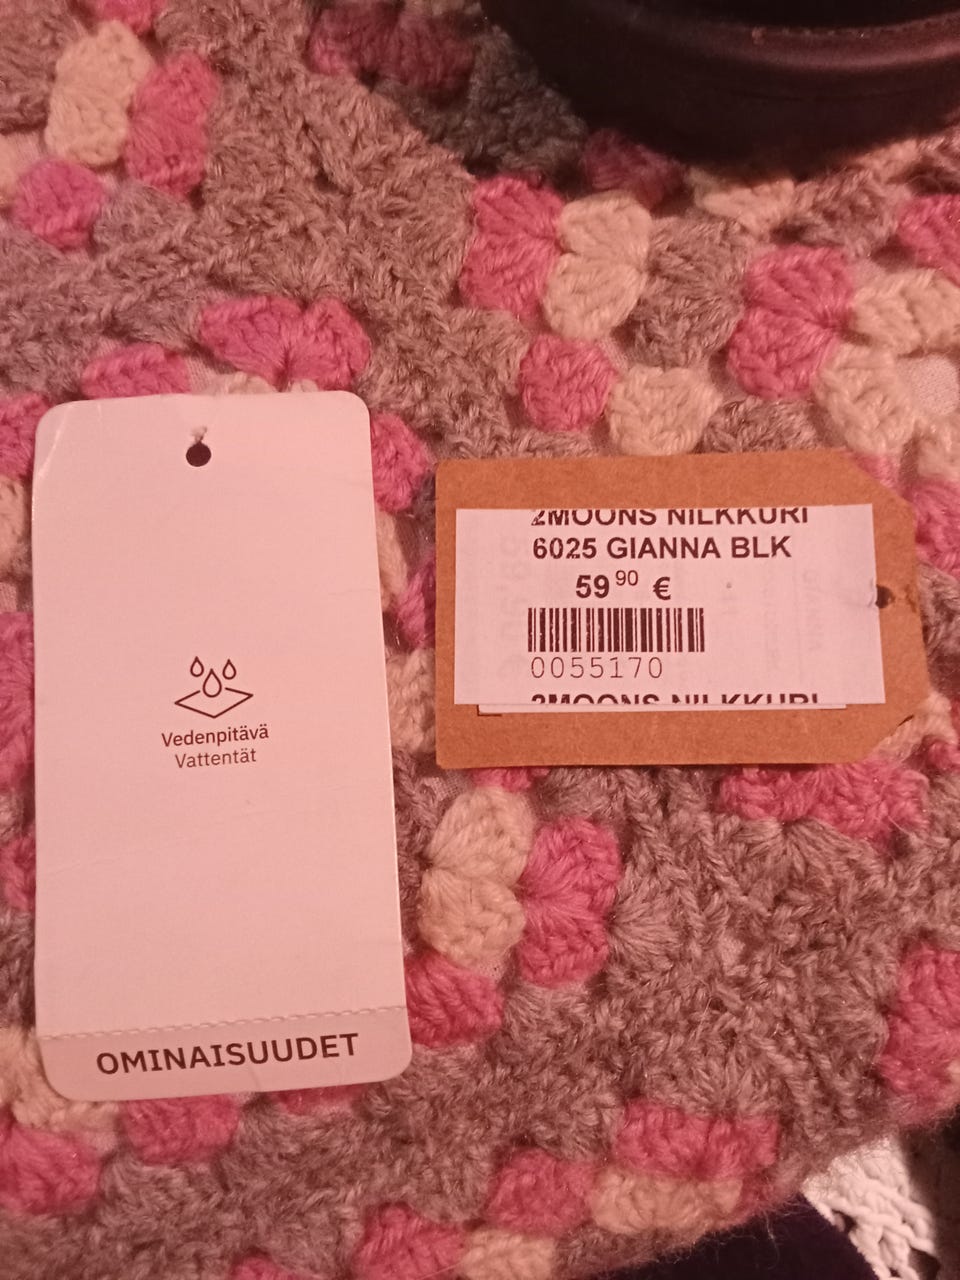 Vedenpitävä
Vattentät
OMINAISUUDET
2MOONS NILKKURI
6025 GIANNA BLK
59 90 €
0055170
2MOONS NILKKURI